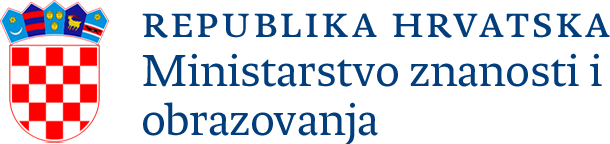 REPUBLIKA HRVATSKA
Ministarstvo znanosti i
obrazovanja